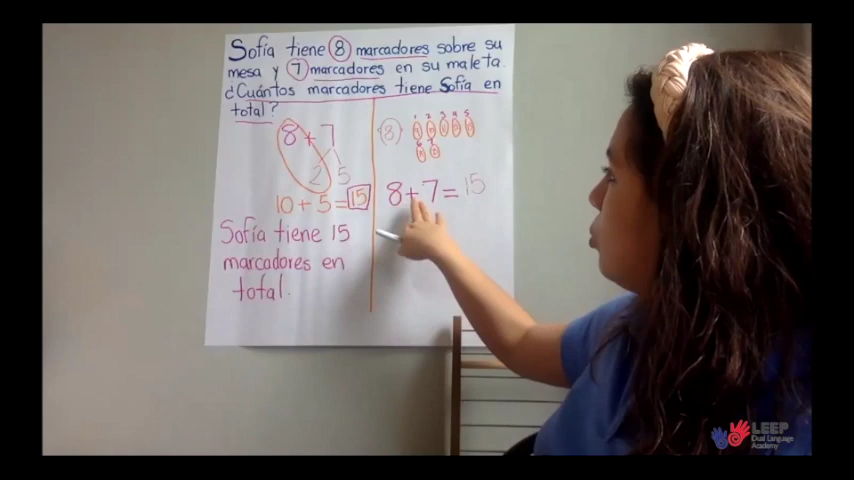 Sofía tiene 8 marcadores sobre su
mesa y 7 marcadores en su maleta.
¿Cuántos marcadores tiene Sofía en
total?
8 + 7
2 5
10 + 5 = 15
Sofía tiene 15
marcadores en
total.
8 1 2 3 4 5
6 7
8 + 7 = 15
LEEP
Dual Language
Academy